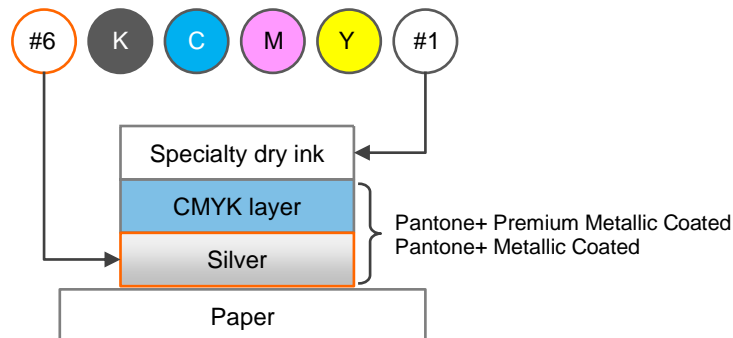 #6 K C M Y #1
Specialty dry ink
CMYK layer
Pantone+ Premium Metallic Coated
Pantone+ Metallic Coated
Silver
Paper